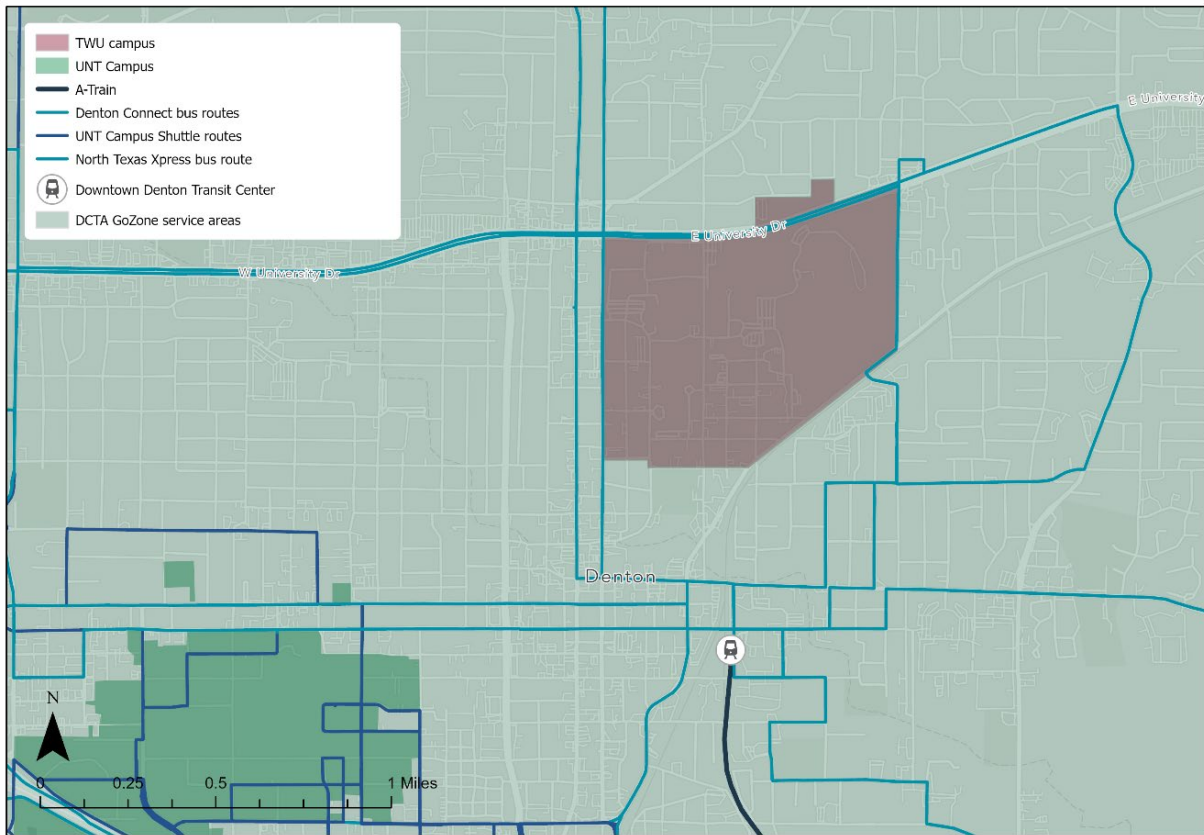 TWU campus
UNT Campus
A-Train
Denton Connect bus routes
UNT Campus Shuttle routes
North Texas Xpress bus route
Downtown Denton Transit Center
DCTA GoZone service areas
E University
E University Dr
W University Dr
Denton
N
0 0.25 0.5 1 Miles